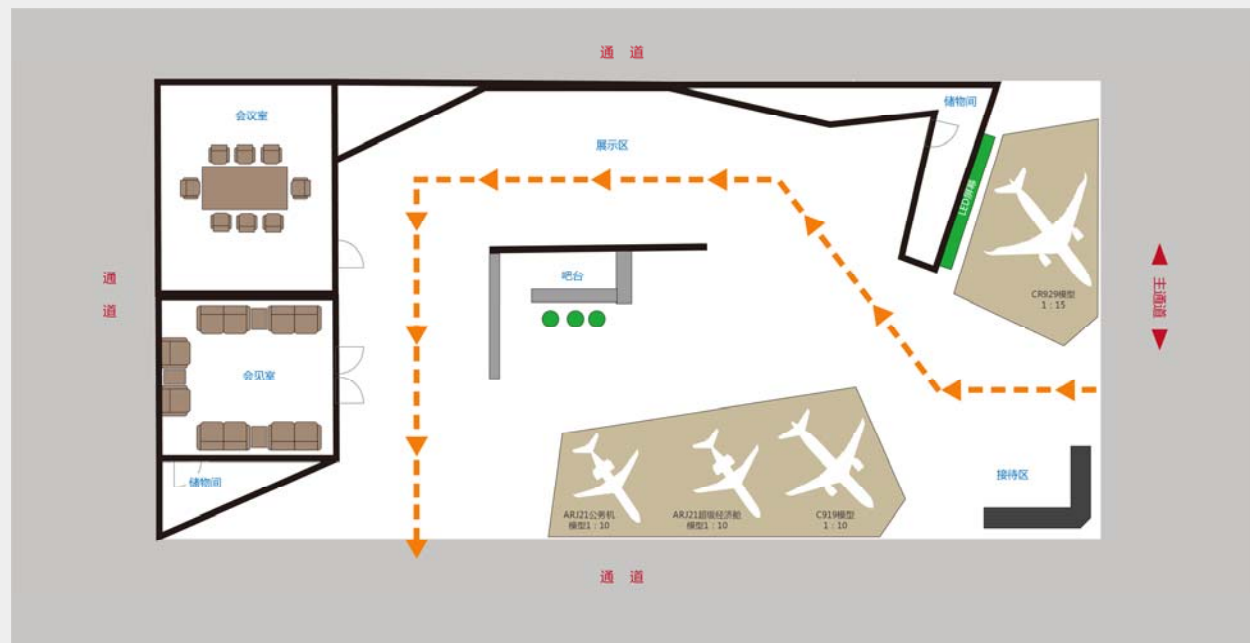 通 道
储物间
会议室
展示区
LED屏幕
吧台
通
道
主通道
CR929模型
1：15
会见室
接待区
储物间
ARJ21公务机
模型1：10
ARJ21超级经济舱
模型1：10
C919模型
1：10
通 道